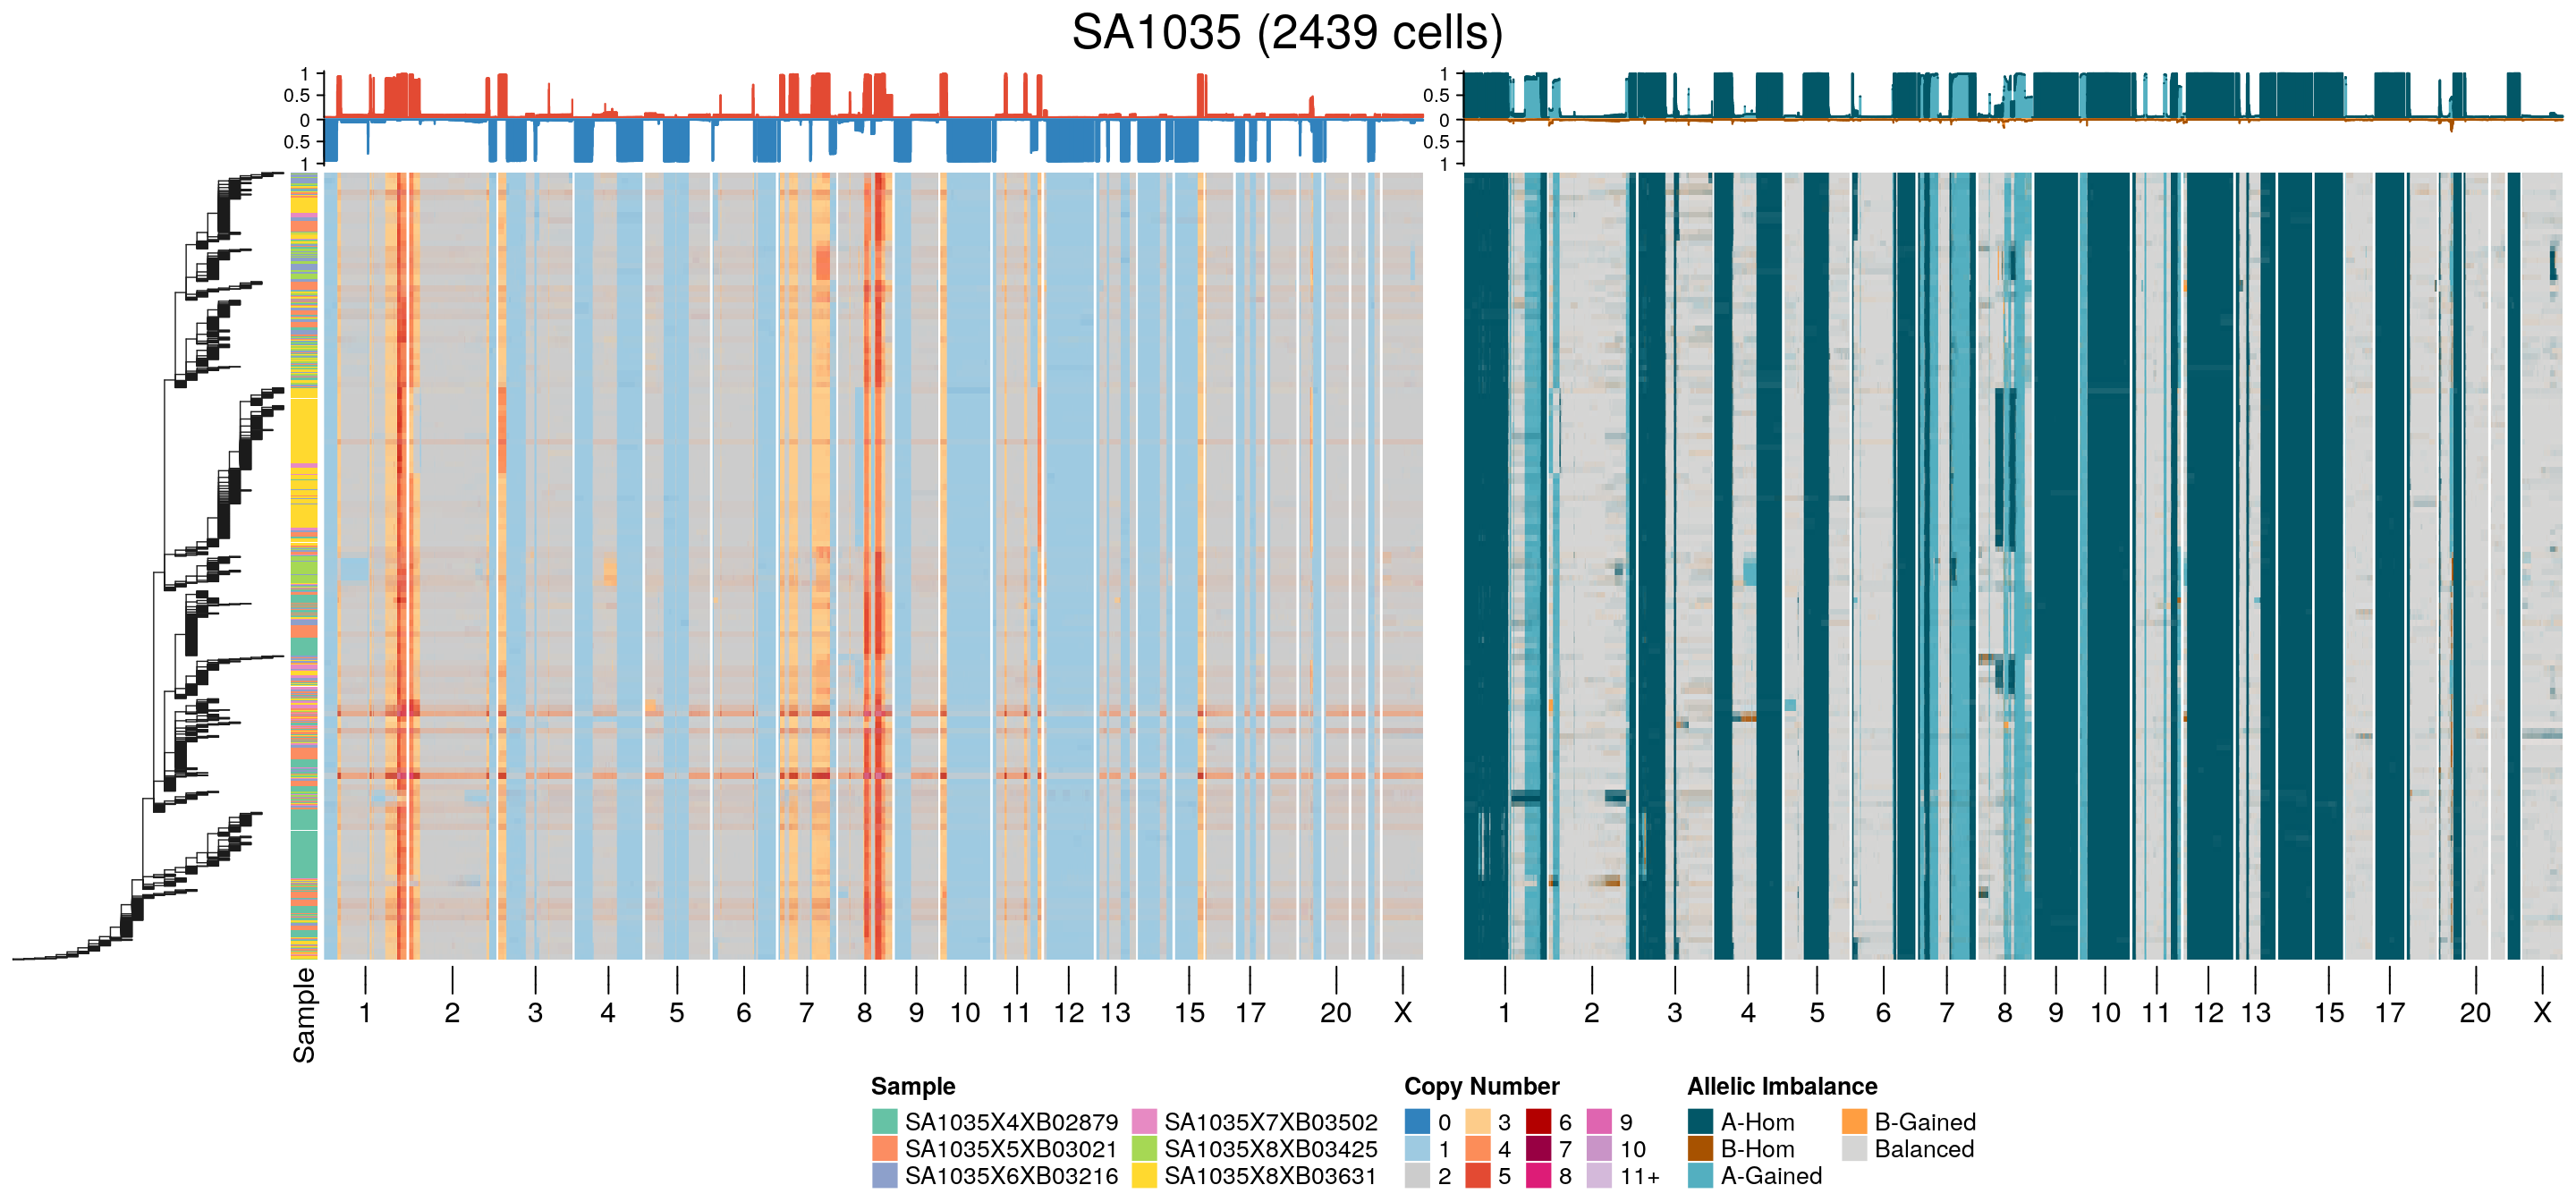 SA1035 (2439 cells)
1
0.5
0
0.5
1
1
0.5
0
0.5
1
Sample
1 2 3 4 5 6 7 8 9 10 11 12 13 15 17 20 X
1 2 3 4 5 6 7 8 9 10 11 12 13 15 17 20 X
Sample
SA1035X4XB02879
SA1035X5XB03021
SA1035X6XB03216
SA1035X7XB03502
SA1035X8XB03425
SA1035X8XB03631
Copy Number
0
1
2
3
4
5
6
7
8
9
10
11+
Allelic Imbalance
A-Hom
B-Hom
A-Gained
B-Gained
Balanced